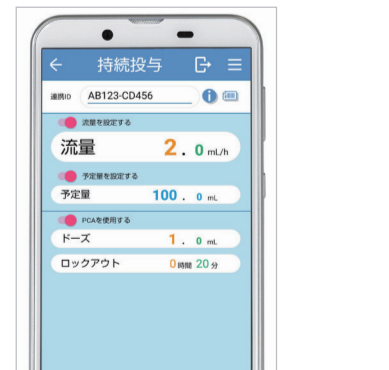 持続投与
連携ID AB123-CD456
流量を設定する
流量 2.0 mL/h
予定量を設定する
予定量 100.0 mL
PCAを使用する
ドーズ 1.0 mL
ロックアウト 0時間 20分